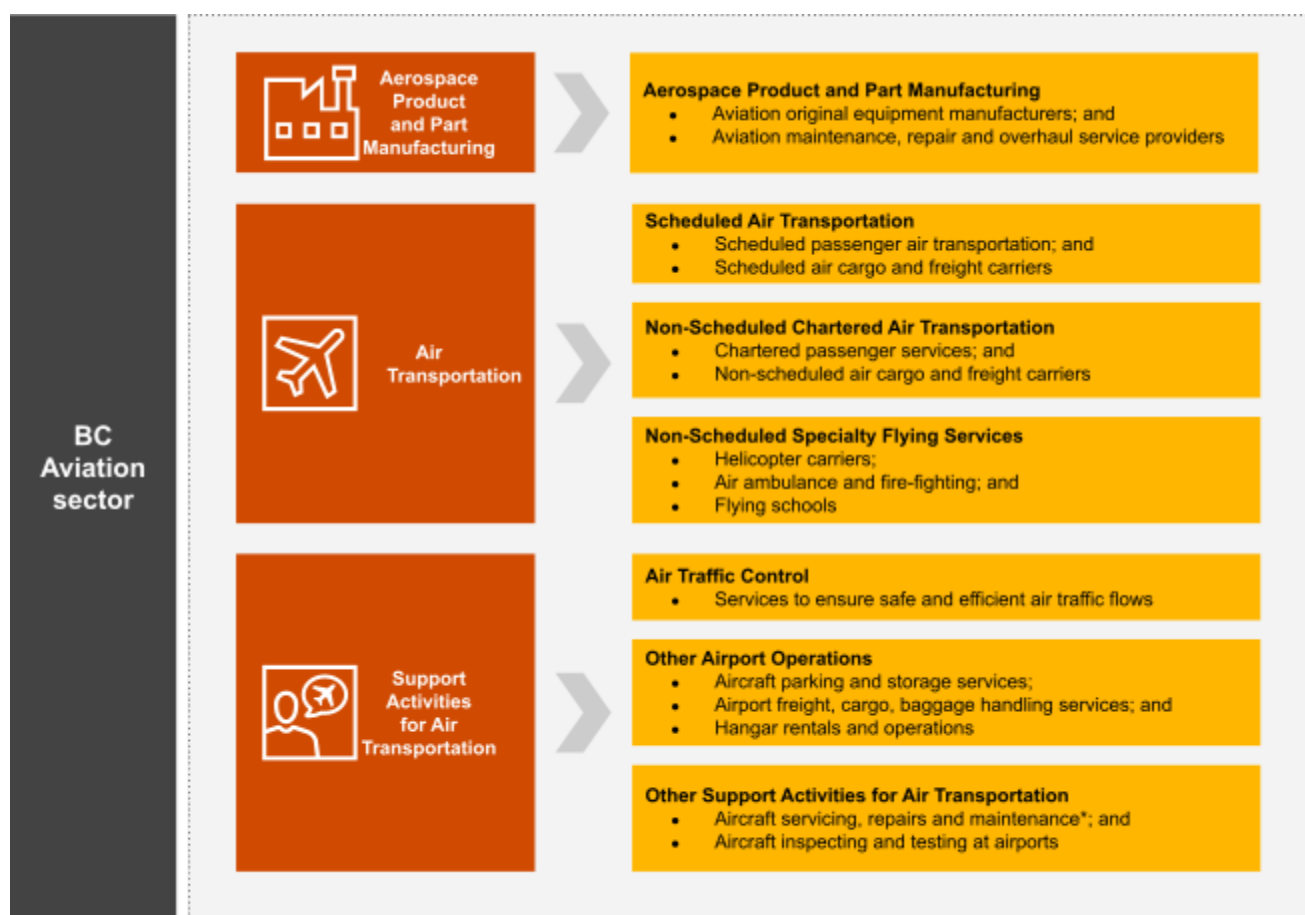 BC
Aviation
sector
Aerospace
Product
and Part
Manufacturing
Aerospace Product and Part Manufacturing
• Aviation original equipment manufacturers; and
• Aviation maintenance, repair and overhaul service providers
Air
Transportation
Scheduled Air Transportation
• Scheduled passenger air transportation; and
• Scheduled air cargo and freight carriers
Non-Scheduled Chartered Air Transportation
• Chartered passenger services; and
• Non-scheduled air cargo and freight carriers
Non-Scheduled Specialty Flying Services
• Helicopter carriers;
• Air ambulance and fire-fighting; and
• Flying schools
Support
Activities
for Air
Transportation
Air Traffic Control
• Services to ensure safe and efficient air traffic flows
Other Airport Operations
• Aircraft parking and storage services;
• Airport freight, cargo, baggage handling services; and
• Hangar rentals and operations
Other Support Activities for Air Transportation
• Aircraft servicing, repairs and maintenance*; and
• Aircraft inspecting and testing at airports